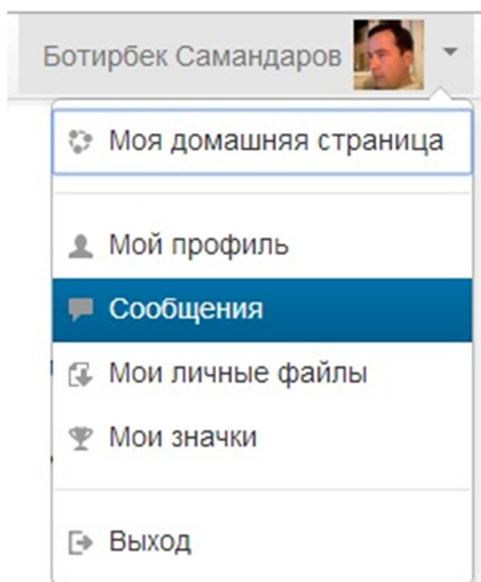 Ботирбек Самандаров
Моя домашняя страница
Мой профиль
Сообщения
Мои личные файлы
Мои значки
Выход